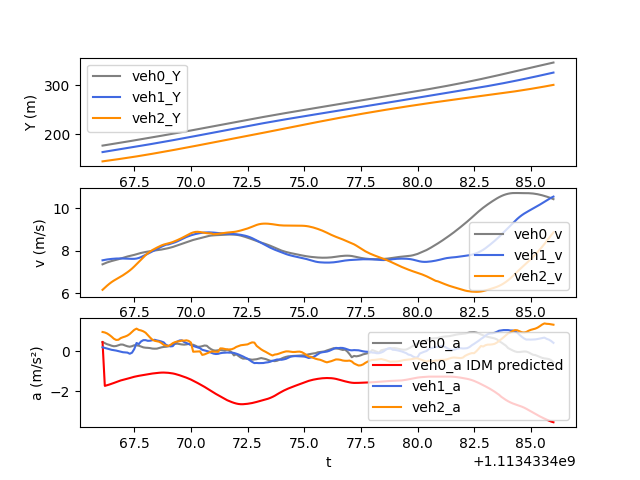 Y (m)
300
200
veh0_Y
veh1_Y
veh2_Y
67.5 70.0 72.5 75.0 77.5 80.0 82.5 85.0
v (m/s)
10
8
6
veh0_v
veh1_v
veh2_v
67.5 70.0 72.5 75.0 77.5 80.0 82.5 85.0
a (m/s²)
0
−2
veh0_a
veh0_a IDM predicted
veh1_a
veh2_a
67.5 70.0 72.5 75.0 77.5 80.0 82.5 85.0
t
+1.1134334e9